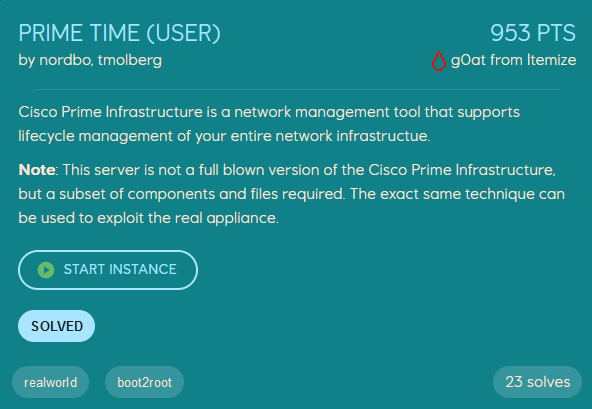 PRIME TIME (USER)
953 PTS
by nordbo, tmolberg
g0at from Itemize
Cisco Prime Infrastructure is a network management tool that supports
lifecycle management of your entire network infrastructue.
Note: This server is not a full blown version of the Cisco Prime Infrastructure,
but a subset of components and files required. The exact same technique can
be used to exploit the real appliance.
START INSTANCE
SOLVED
realworld
boot2root
23 solves